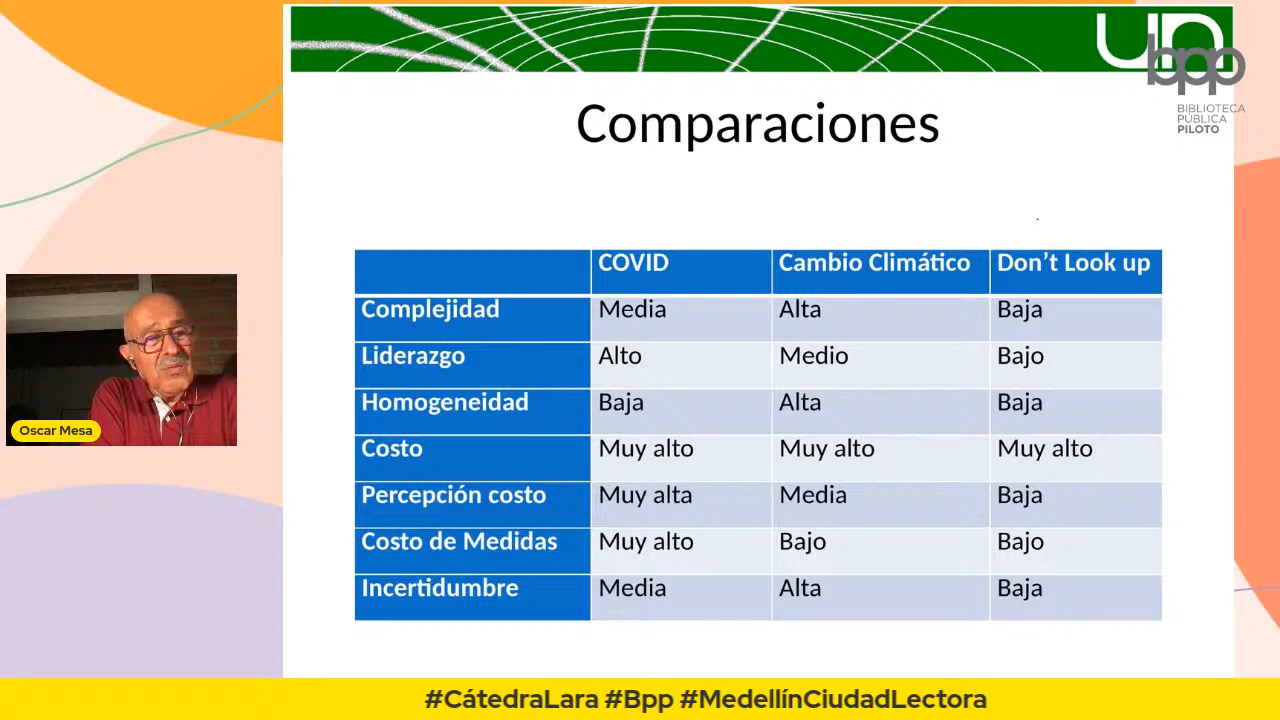 un
bpp
BIBLIOTECA
PÚBLICA
PILOTO
Comparaciones
COVID Cambio Climático Don't Look up
Complejidad Media Alta Baja
Liderazgo Alto Medio Bajo
Homogeneidad Baja Alta Baja
Costo Muy alto Muy alto Muy alto
Percepción costo Muy alta Media Baja
Costo de Medidas Muy alto Bajo Bajo
Incertidumbre Media Alta Baja
Oscar Mesa
#CátedraLara #Bpp #MedellínCiudadLectora